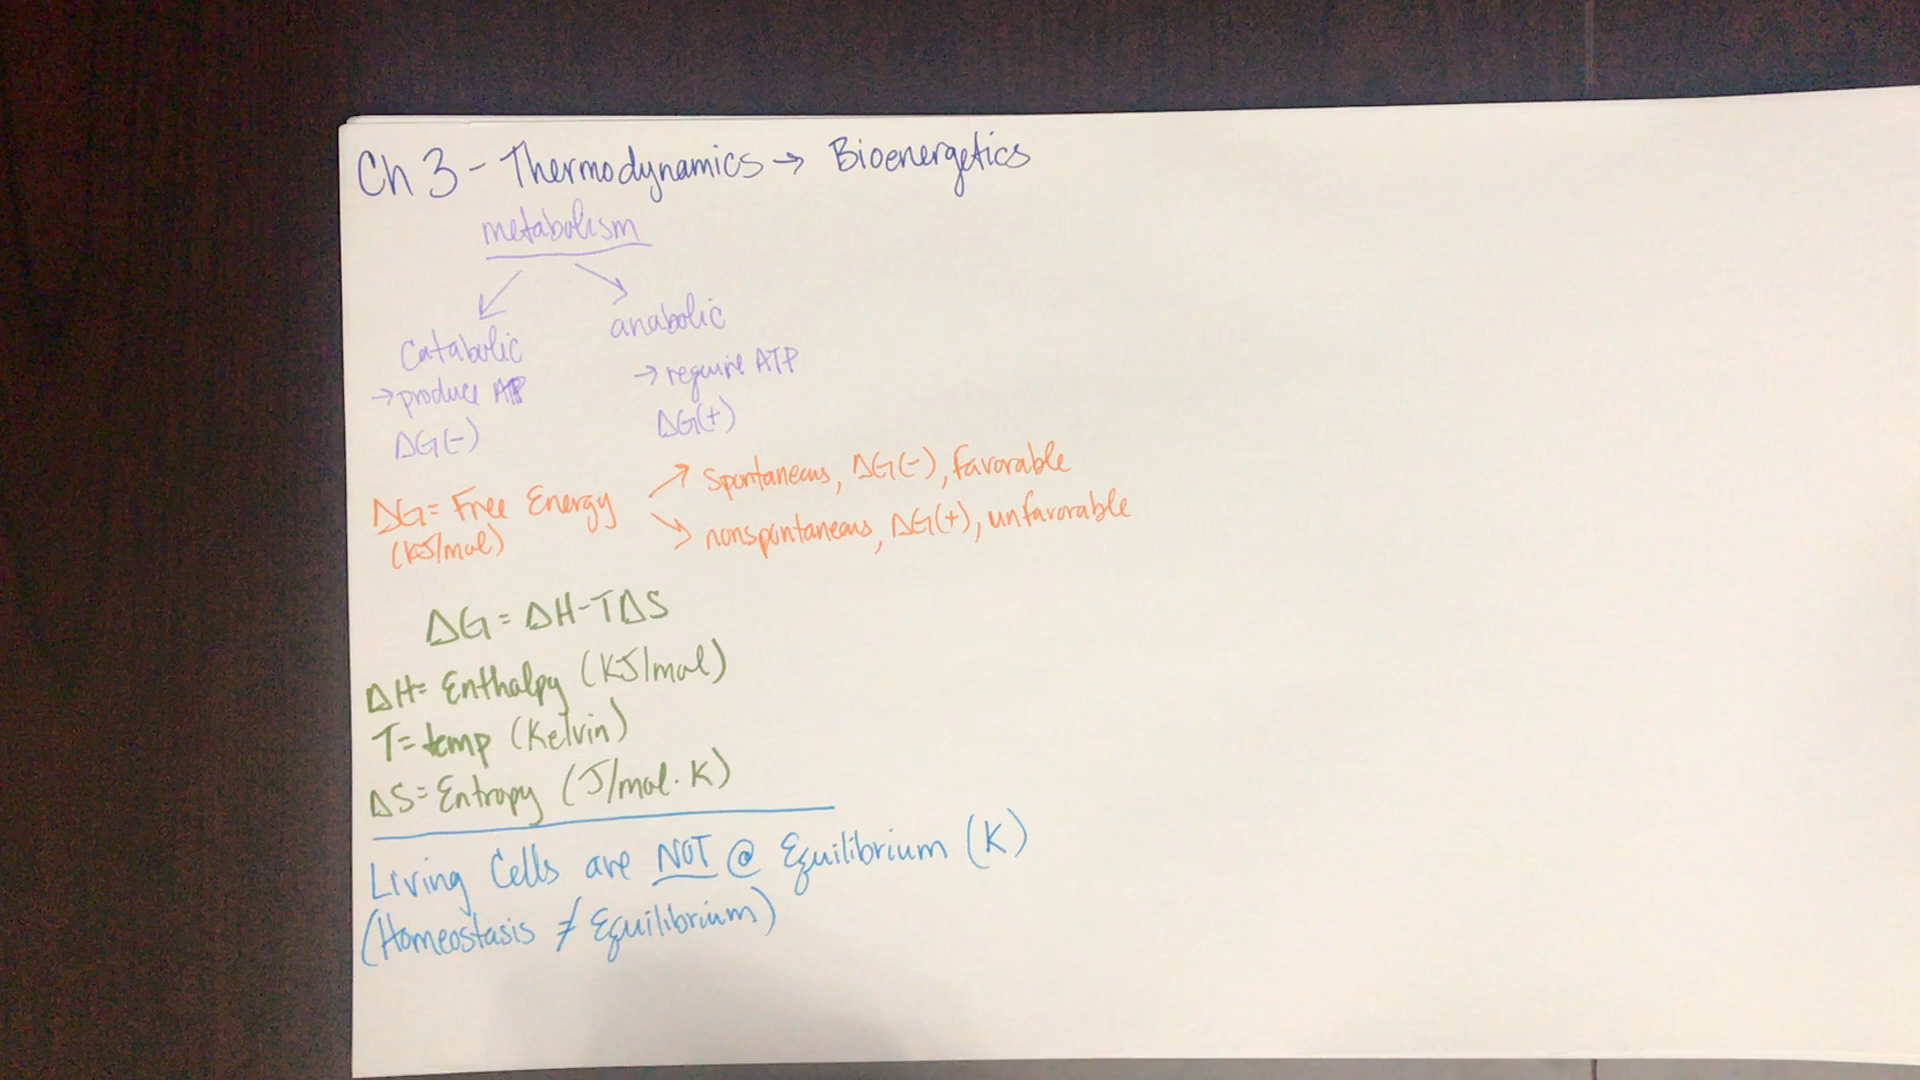 Ch 3 - Thermodynamics → Bioenergetics
metabolism
catabolic
→ produce ATP
ΔG(-)
anabolic
→ require ATP
ΔG(+)
ΔG = Free Energy
(kJ/mol)
↗ Spontaneous, ΔG(-), favorable
↘ nonspontaneous, ΔG(+), unfavorable
ΔG = ΔH-TΔS
ΔH = Enthalpy (KJ/mol)
T = temp (Kelvin)
ΔS = Entropy (J/mol·K)
Living Cells are NOT @ Equilibrium (K)
(Homeostasis ≠ Equilibrium)